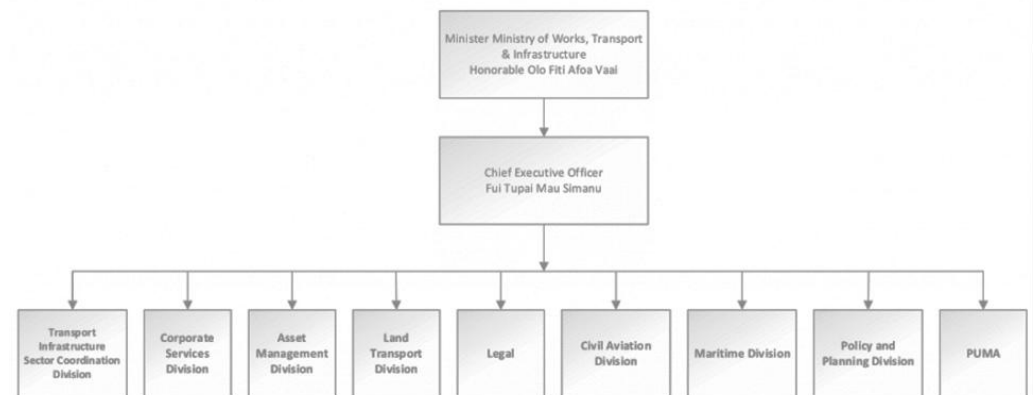 Minister Ministry of Works, Transport
& Infrastructure
Honorable Olo Fiti Afoa Vaai
Chief Executive Officer
Fui Tupai Mau Simanu
Transport
Infrastructure
Sector Coordination
Division
Corporate
Services
Division
Asset
Management
Division
Land
Transport
Division
Legal
Civil Aviation
Division
Maritime Division
Policy and
Planning Division
PUMA